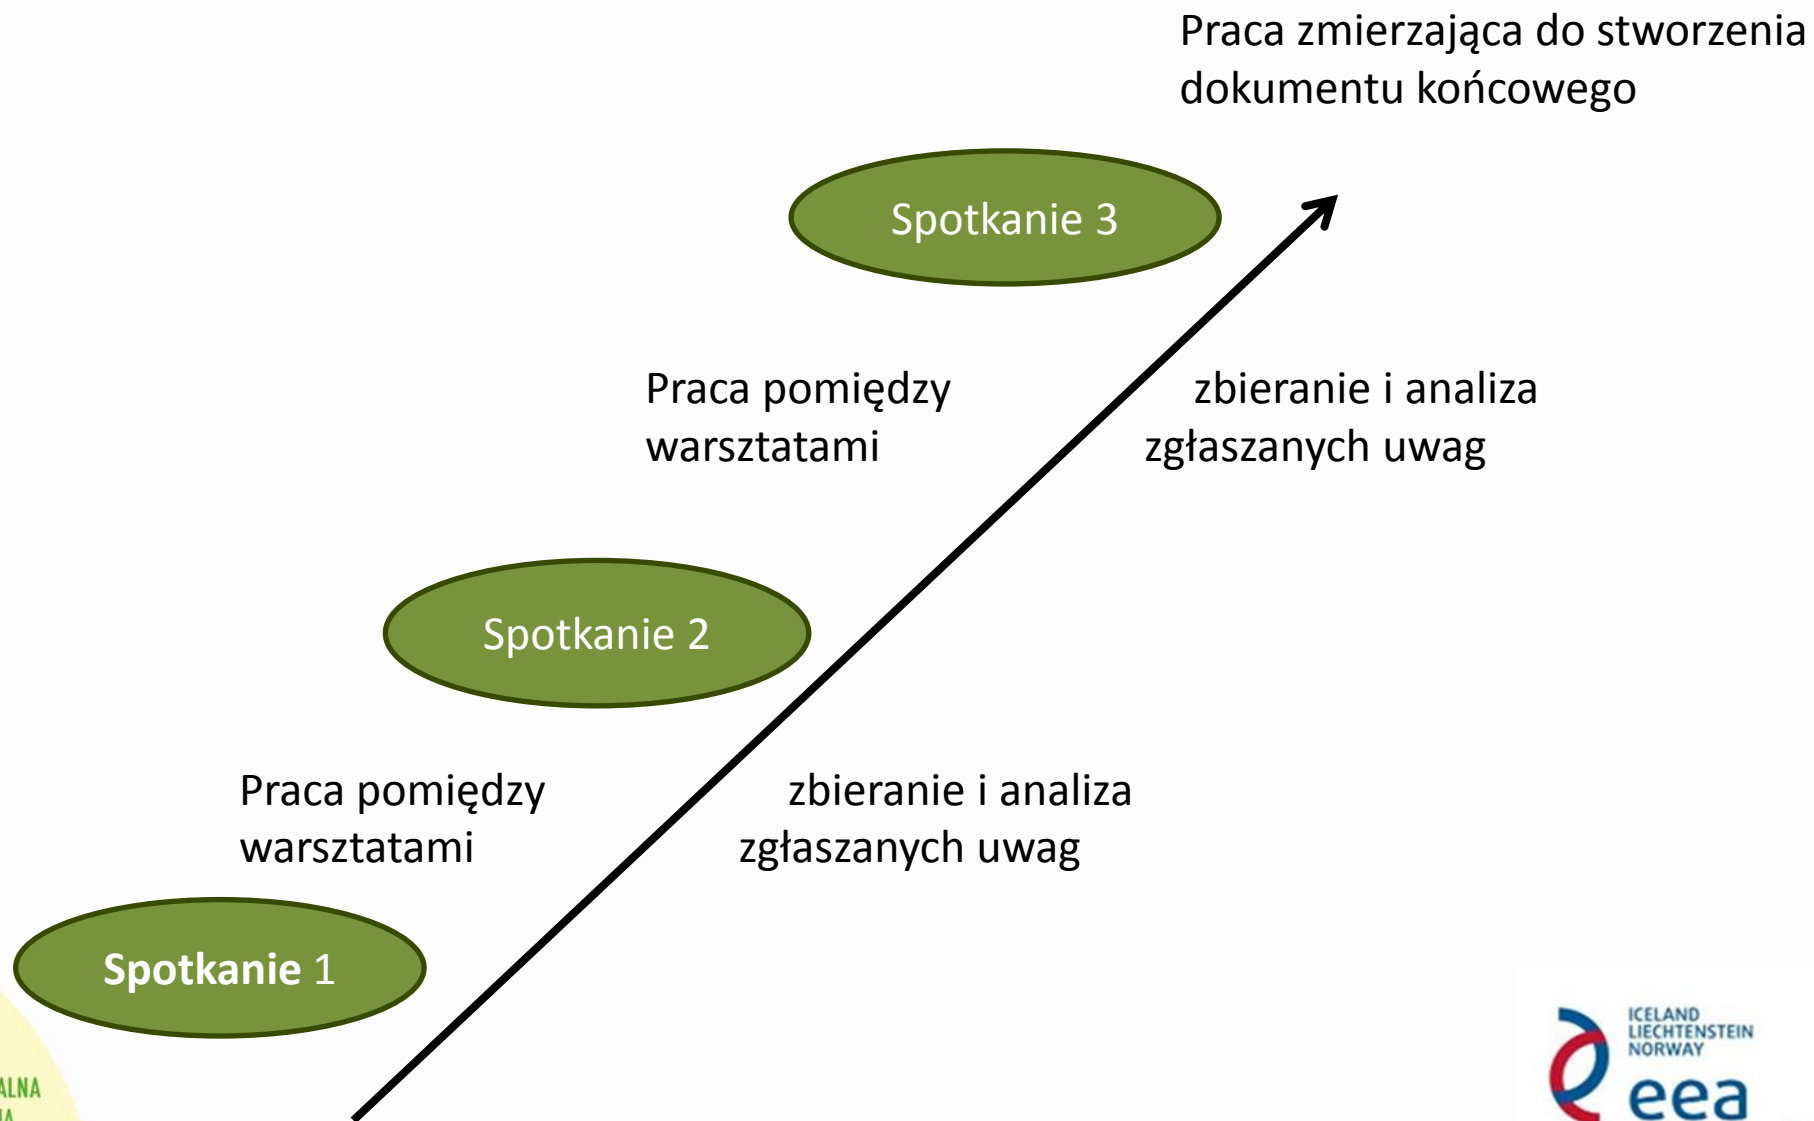 Praca zmierzająca do stworzenia
dokumentu końcowego
Spotkanie 3
Praca pomiędzy
warsztatami
zbieranie i analiza
zgłaszanych uwag
Spotkanie 2
Praca pomiędzy
warsztatami
zbieranie i analiza
zgłaszanych uwag
Spotkanie 1
ICELAND
LIECHTENSTEIN
NORWAY
eea